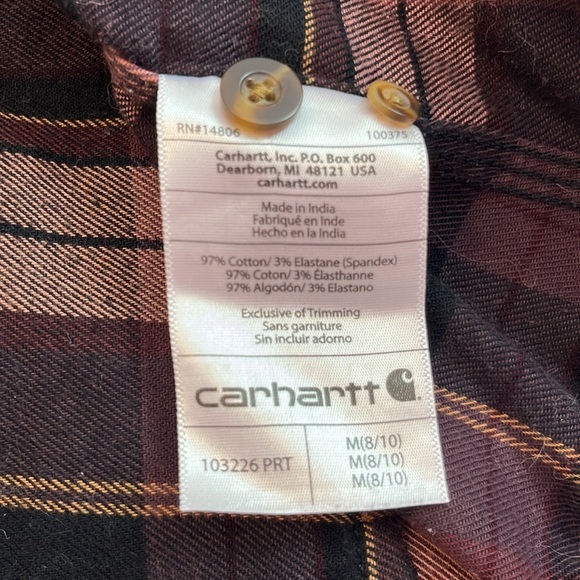 RN#14806 100375
Carhartt, Inc. P.O. Box 600
Dearborn, MI 48121 USA
carhartt.com
Made in India
Fabriqué en Inde
Hecho en la India
97% Cotton/ 3% Elastane (Spandex)
97% Coton/ 3% Élasthanne
97% Algodón/ 3% Elastano
Exclusive of Trimming
Sans garniture
Sin incluir adorno
carhartt
103226 PRT
M(8/10)
M(8/10)
M(8/10)